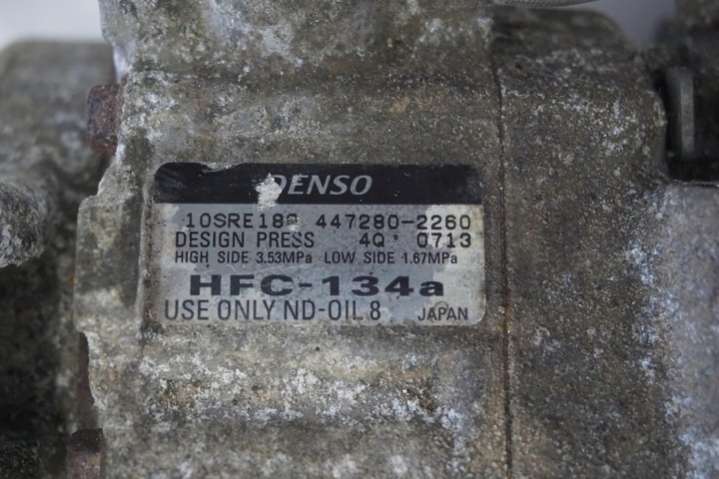 DENSO
10SRE18C 447280-2260
DESIGN PRESS 4Q* 0713
HIGH SIDE 3.53MPa LOW SIDE 1.67MPa
HFC-134a
USE ONLY ND-OIL 8 JAPAN